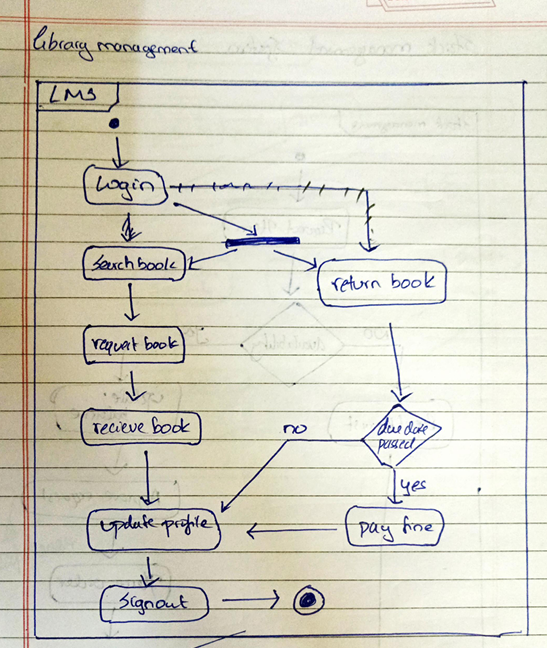 Library management
LMS
Login
search book
return book
request book
recieve book
due date
passed
no
yes
update profile
pay fine
signout